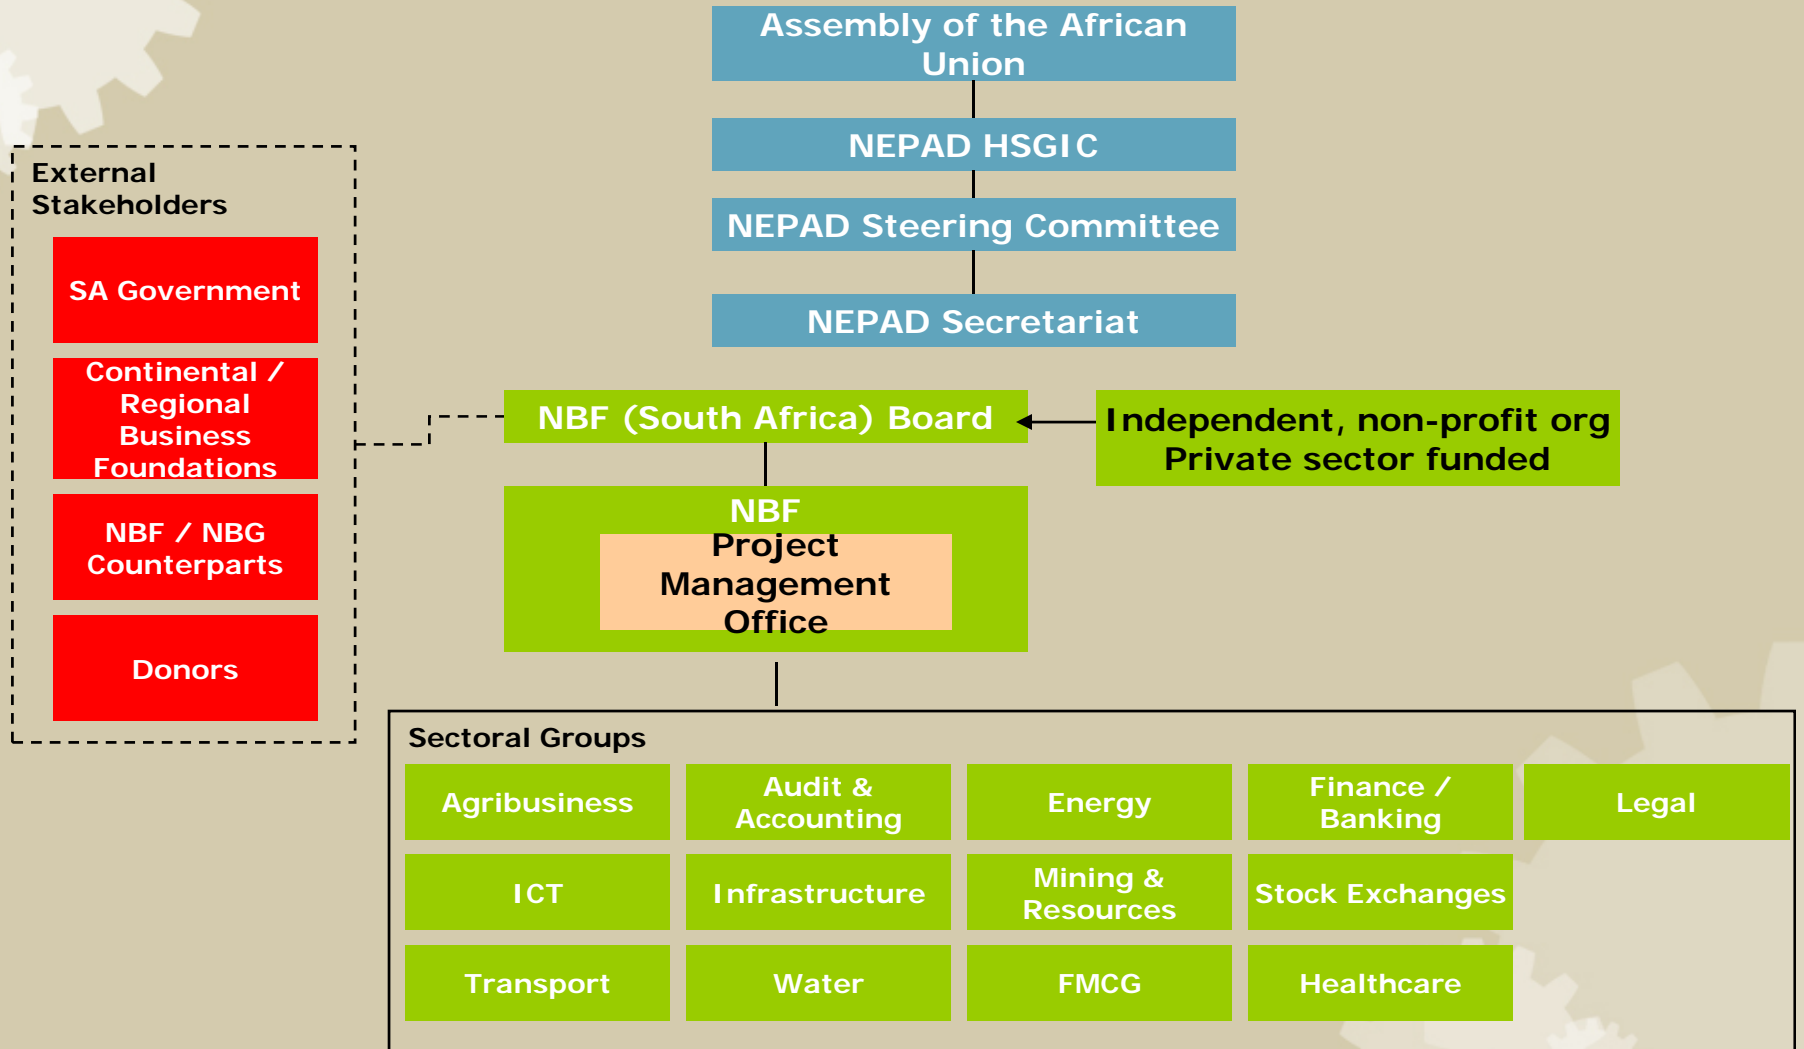 Assembly of the African
Union
NEPAD HSGIC
NEPAD Steering Committee
NEPAD Secretariat
External
Stakeholders
SA Government
Continental /
Regional
Business
Foundations
NBF / NBG
Counterparts
Donors
NBF (South Africa) Board
Independent, non-profit org
Private sector funded
NBF
Project
Management
Office
Sectoral Groups
Agribusiness
Audit &
Accounting
Energy
Finance /
Banking
Legal
ICT
Infrastructure
Mining &
Resources
Stock Exchanges
Transport
Water
FMCG
Healthcare